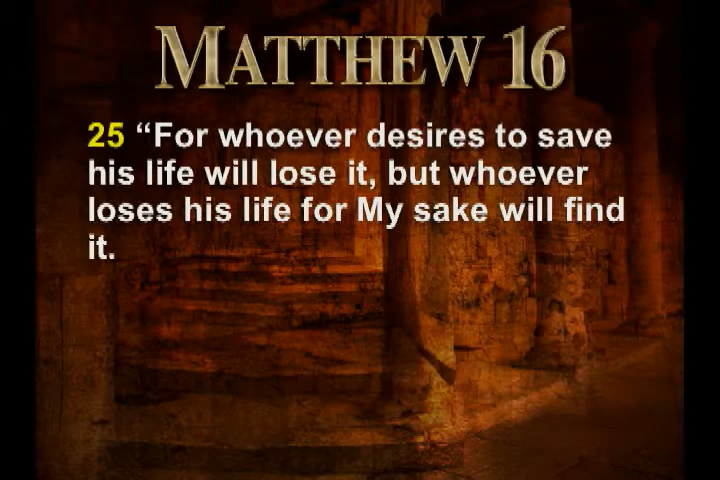 MATTHEW 16
25 “For whoever desires to save
his life will lose it, but whoever
loses his life for My sake will find
it.